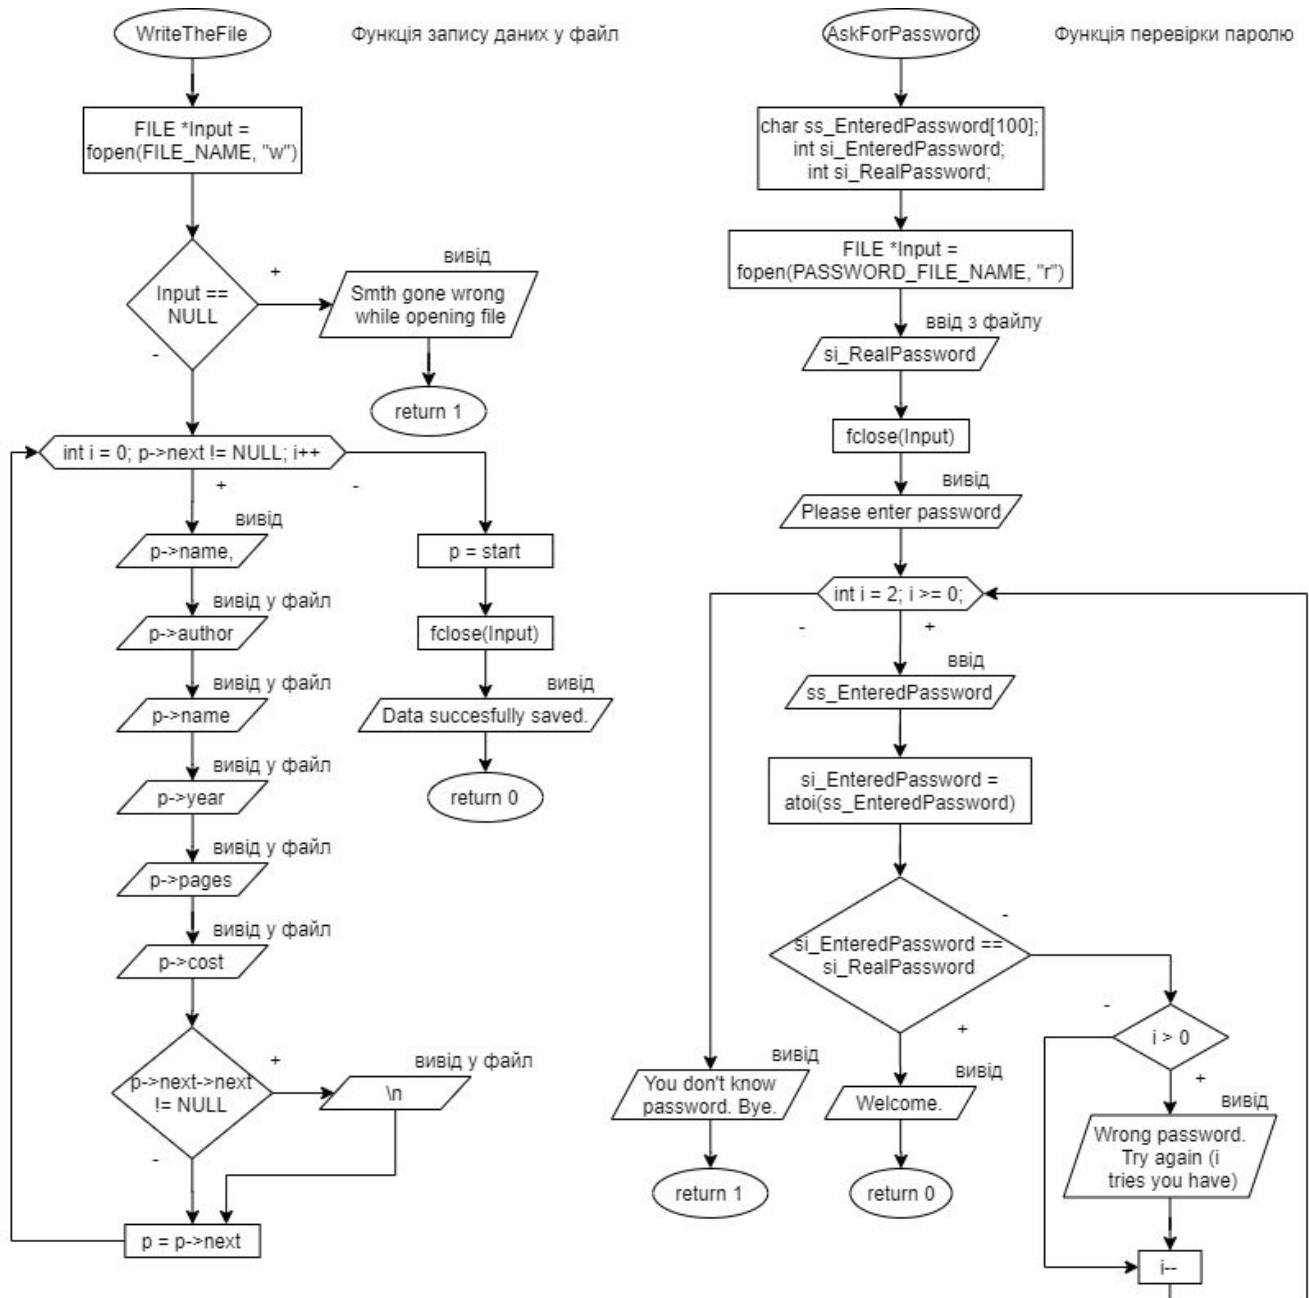 WriteTheFile
Функція запису даних у файл
FILE *Input =
fopen(FILE_NAME, "w")
Input ==
NULL
+
-
вивід
Smth gone wrong
while opening file
return 1
int i = 0; p->next != NULL; i++
+
-
вивід
p->name,
вивід у файл
p->author
вивід у файл
p->name
вивід у файл
p->year
вивід у файл
p->pages
вивід у файл
p->cost
p->next->next
!= NULL
+
-
вивід у файл
\n
p = p->next
p = start
fclose(Input)
вивід
Data succesfully saved.
return 0
AskForPassword
Функція перевірки паролю
char ss_EnteredPassword[100];
int si_EnteredPassword;
int si_RealPassword;
FILE *Input =
fopen(PASSWORD_FILE_NAME, "r")
ввід з файлу
si_RealPassword
fclose(Input)
вивід
Please enter password
int i = 2; i >= 0;
-
+
ввід
ss_EnteredPassword
si_EnteredPassword =
atoi(ss_EnteredPassword)
si_EnteredPassword ==
si_RealPassword
-
+
вивід
You don't know
password. Bye.
return 1
вивід
Welcome.
return 0
-
i > 0
+
вивід
Wrong password.
Try again (i
tries you have)
i--